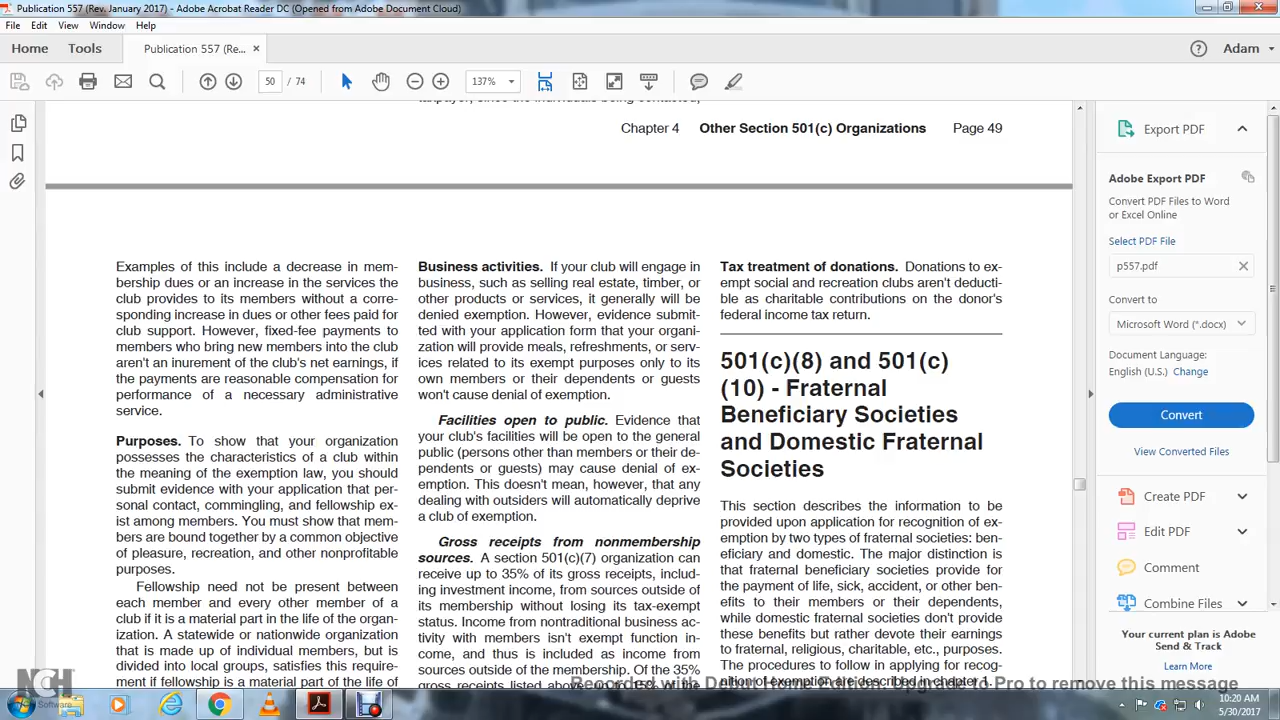 Publication 557 (Rev. January 2017) - Adobe Acrobat Reader DC (Opened from Adobe Document Cloud)
File Edit View Window Help
Home Tools Publication 557 (Re... × Adam
50 / 74 137%
taxpayer, since the individuals being contacted,
Chapter 4 Other Section 501(c) Organizations Page 49
Examples of this include a decrease in mem-
bership dues or an increase in the services the
club provides to its members without a corre-
sponding increase in dues or other fees paid for
club support. However, fixed-fee payments to
members who bring new members into the club
aren't an inurement of the club's net earnings, if
the payments are reasonable compensation for
performance of a necessary administrative
service.
Purposes. To show that your organization
possesses the characteristics of a club within
the meaning of the exemption law, you should
submit evidence with your application that per-
sonal contact, commingling, and fellowship ex-
ist among members. You must show that mem-
bers are bound together by a common objective
of pleasure, recreation, and other nonprofitable
purposes.
Fellowship need not be present between
each member and every other member of a
club if it is a material part in the life of the organ-
ization. A statewide or nationwide organization
that is made up of individual members, but is
divided into local groups, satisfies this require-
ment if fellowship is a material part of the life of
Business activities. If your club will engage in
business, such as selling real estate, timber, or
other products or services, it generally will be
denied exemption. However, evidence submit-
ted with your application form that your organi-
zation will provide meals, refreshments, or serv-
ices related to its exempt purposes only to its
own members or their dependents or guests
won't cause denial of exemption.
Facilities open to public. Evidence that
your club's facilities will be open to the general
public (persons other than members or their de-
pendents or guests) may cause denial of ex-
emption. This doesn't mean, however, that any
dealing with outsiders will automatically deprive
a club of exemption.
Gross receipts from nonmembership
sources. A section 501(c)(7) organization can
receive up to 35% of its gross receipts, includ-
ing investment income, from sources outside of
its membership without losing its tax-exempt
status. Income from nontraditional business ac-
tivity with members isn't exempt function in-
come, and thus is included as income from
sources outside of the membership. Of the 35%
gross receipts listed above, up to 15% of the
Tax treatment of donations. Donations to ex-
empt social and recreation clubs aren't deducti-
ble as charitable contributions on the donor's
federal income tax return.
501(c)(8) and 501(c)
(10) - Fraternal
Beneficiary Societies
and Domestic Fraternal
Societies
This section describes the information to be
provided upon application for recognition of ex-
emption by two types of fraternal societies: ben-
eficiary and domestic. The major distinction is
that fraternal beneficiary societies provide for
the payment of life, sick, accident, or other ben-
efits to their members or their dependents,
while domestic fraternal societies don't provide
these benefits but rather devote their earnings
to fraternal, religious, charitable, etc., purposes.
The procedures to follow in applying for recog-
nition of exemption are described in chapter 1.
Export PDF
Adobe Export PDF
Convert PDF Files to Word
or Excel Online
Select PDF File
p557.pdf
Convert to
Microsoft Word (*.docx)
Document Language:
English (U.S.) Change
Convert
View Converted Files
Create PDF
Edit PDF
Comment
Combine Files
Your current plan is Adobe
Send & Track
Learn More
NCH Software
to Pro to remove this message
10:20 AM
5/30/2017